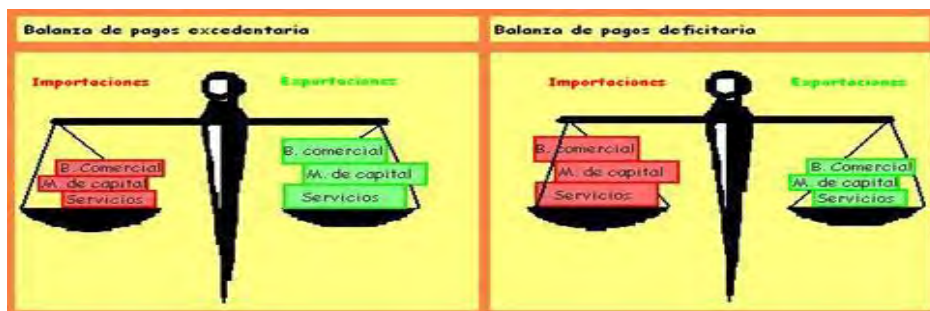 Balanza de pagos excedentaria
Importaciones
Exportaciones
B. Comercial
M. de capital
Servicios
B. comercial
M. de capital
Servicios
Balanza de pagos deficitaria
Importaciones
Exportaciones
B. comercial
M. de capital
Servicios
B. Comercial
M. de capital
Servicios